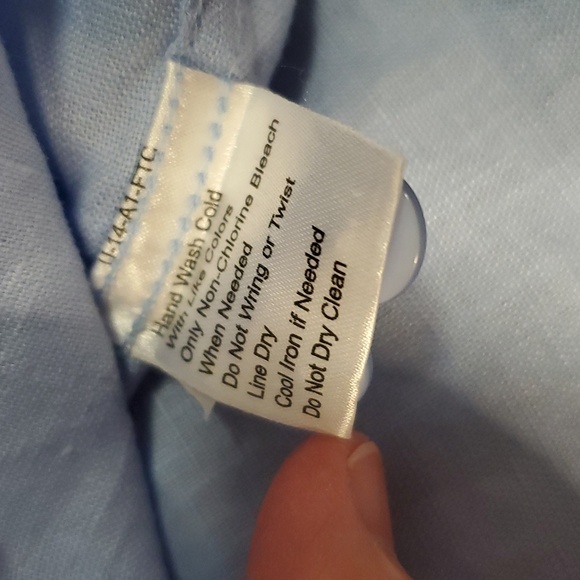 Hand Wash Cold
With Like Colors
Only Non-Chlorine Bleach
When Needed
Do Not Wring or Twist
Line Dry
Cool Iron if Needed
Do Not Dry Clean